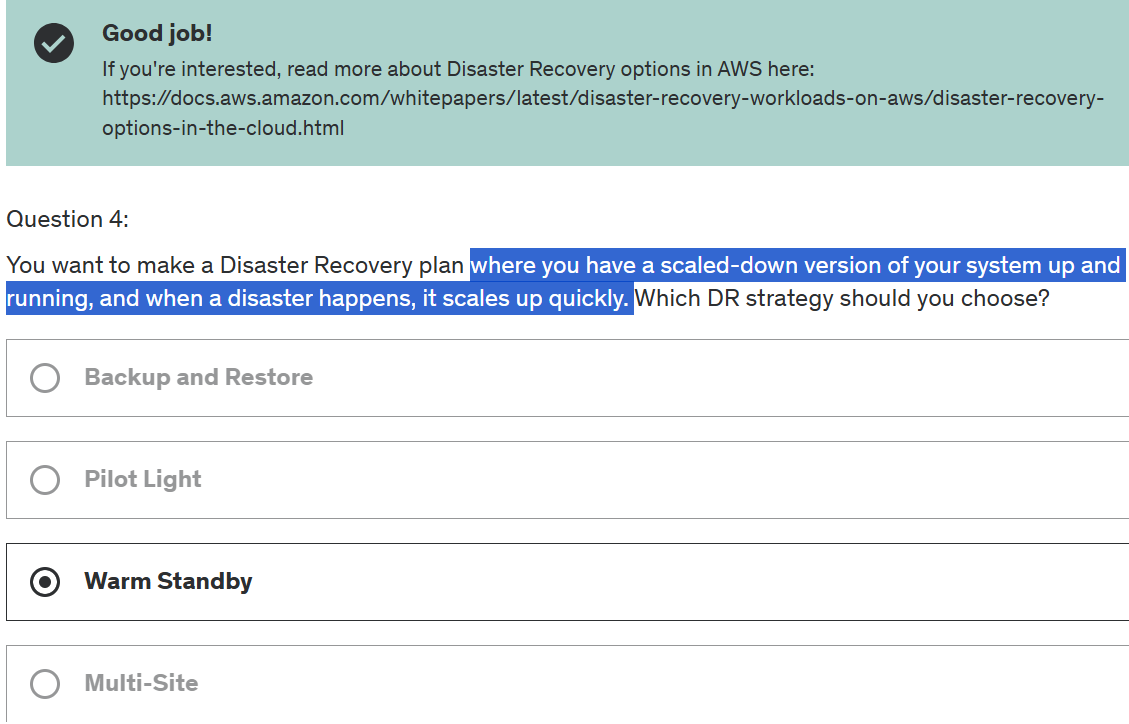 Good job!
If you're interested, read more about Disaster Recovery options in AWS here:
https://docs.aws.amazon.com/whitepapers/latest/disaster-recovery-workloads-on-aws/disaster-recovery-
options-in-the-cloud.html
Question 4:
You want to make a Disaster Recovery plan where you have a scaled-down version of your system up and
running, and when a disaster happens, it scales up quickly. Which DR strategy should you choose?
Backup and Restore
Pilot Light
Warm Standby
Multi-Site